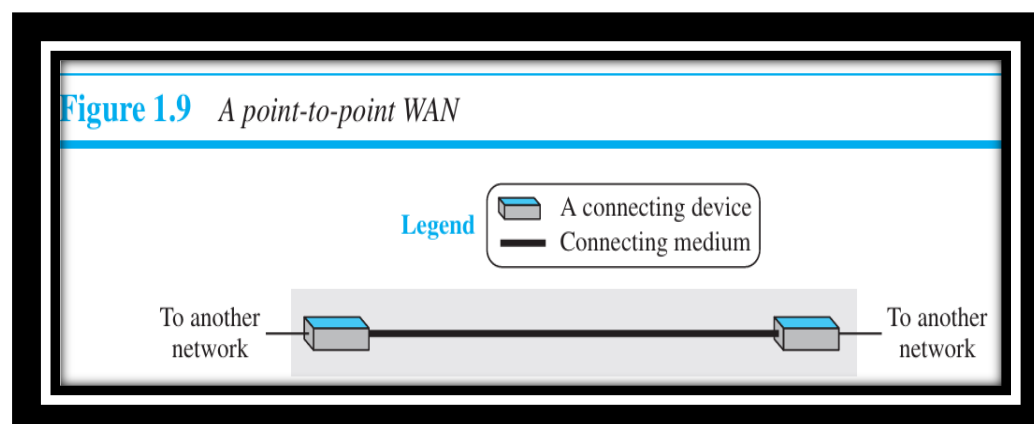 Figure 1.9 A point-to-point WAN
Legend
A connecting device
Connecting medium
To another
network
To another
network